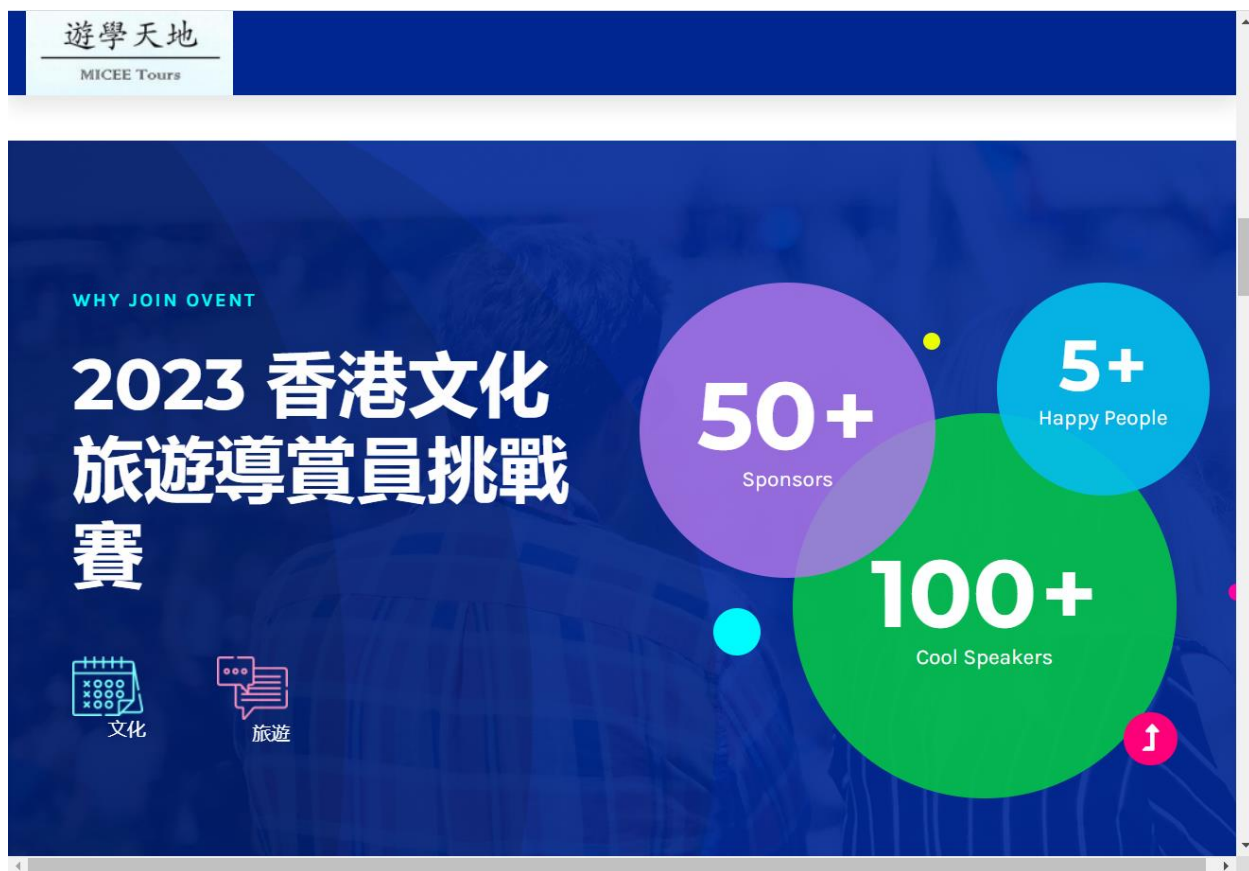 遊學天地
MICEE Tours
WHY JOIN OVENT
2023 香港文化
旅遊導賞員挑戰
賽
文化
旅遊
50+
Sponsors
5+
Happy People
100+
Cool Speakers